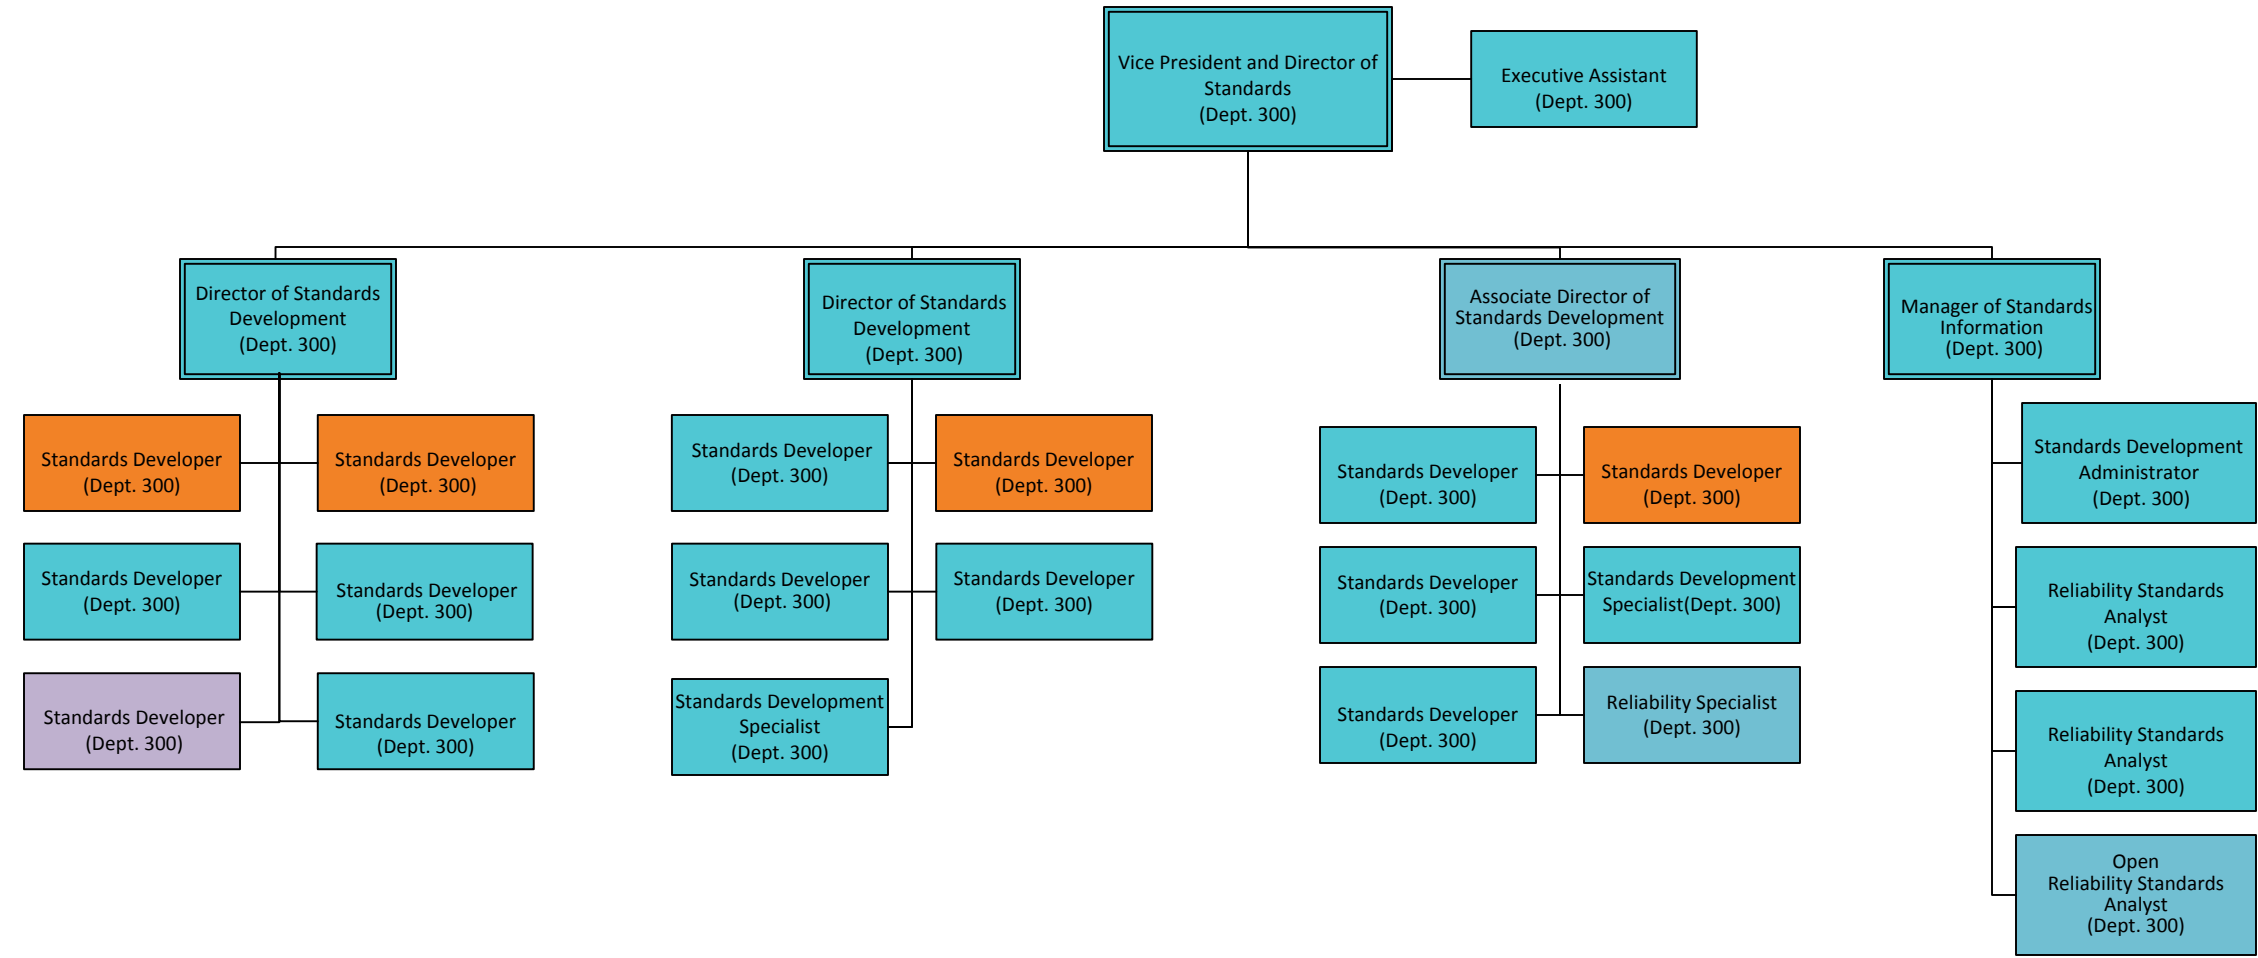 Vice President and Director of
Standards
(Dept. 300)
Executive Assistant
(Dept. 300)
Director of Standards
Development
(Dept. 300)
Director of Standards
Development
(Dept. 300)
Associate Director of
Standards Development
(Dept. 300)
Manager of Standards
Information
(Dept. 300)
Standards Developer
(Dept. 300)
Standards Developer
(Dept. 300)
Standards Developer
(Dept. 300)
Standards Developer
(Dept. 300)
Standards Developer
(Dept. 300)
Standards Developer
(Dept. 300)
Standards Developer
(Dept. 300)
Standards Developer
(Dept. 300)
Standards Developer
(Dept. 300)
Standards Developer
(Dept. 300)
Standards Development
Specialist
(Dept. 300)
Standards Developer
(Dept. 300)
Standards Developer
(Dept. 300)
Standards Developer
(Dept. 300)
Standards Development
Specialist(Dept. 300)
Standards Developer
(Dept. 300)
Reliability Specialist
(Dept. 300)
Standards Development
Administrator
(Dept. 300)
Reliability Standards
Analyst
(Dept. 300)
Reliability Standards
Analyst
(Dept. 300)
Open
Reliability Standards
Analyst
(Dept. 300)